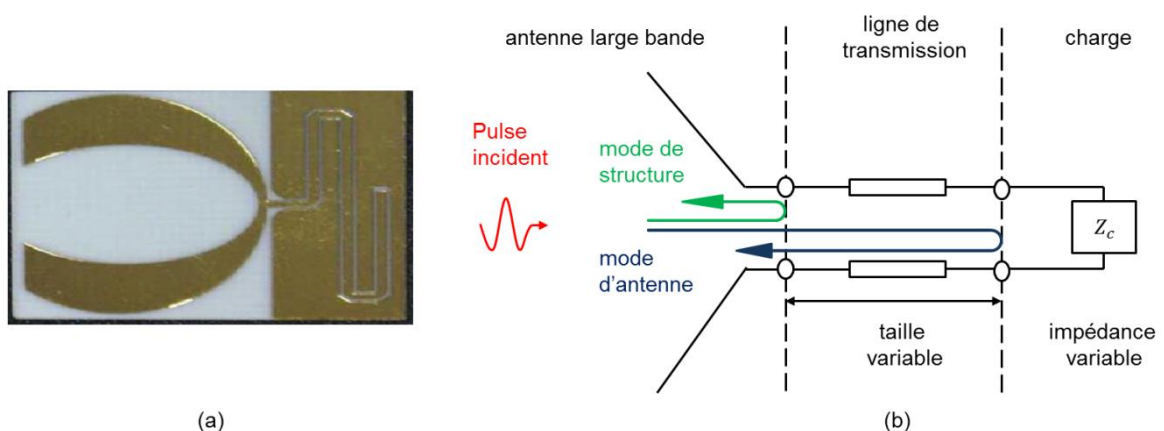 antenne large bande
ligne de
transmission
charge
Pulse
incident
mode de
structure
mode
d'antenne
Z_c
taille
variable
impédance
variable
(a)
(b)